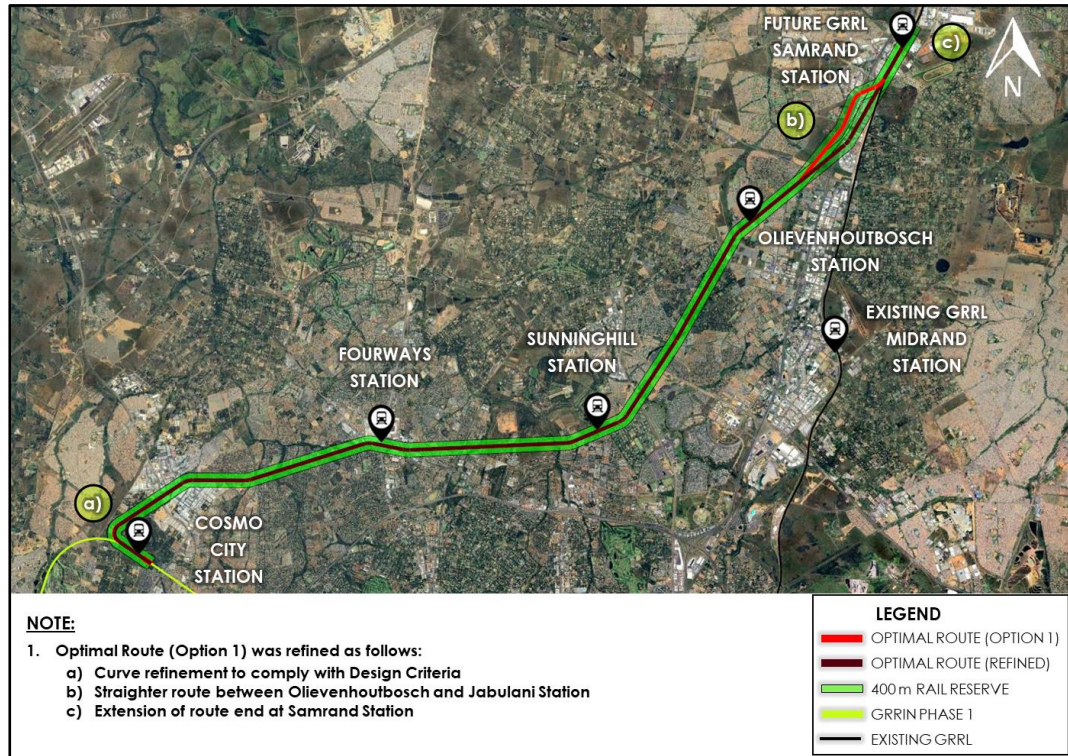 FUTURE GRRL
SAMRAND
STATION
c)
N
b)
OLIEVENHOUTBOSCH
STATION
EXISTING GRRL
MIDRAND
STATION
SUNNINGHILL
STATION
FOURWAYS
STATION
a)
COSMO
CITY
STATION
NOTE:
1. Optimal Route (Option 1) was refined as follows:
a) Curve refinement to comply with Design Criteria
b) Straighter route between Olievenhoutbosch and Jabulani Station
c) Extension of route end at Samrand Station
LEGEND
OPTIMAL ROUTE (OPTION 1)
OPTIMAL ROUTE (REFINED)
400 m RAIL RESERVE
GRRIN PHASE 1
EXISTING GRRL